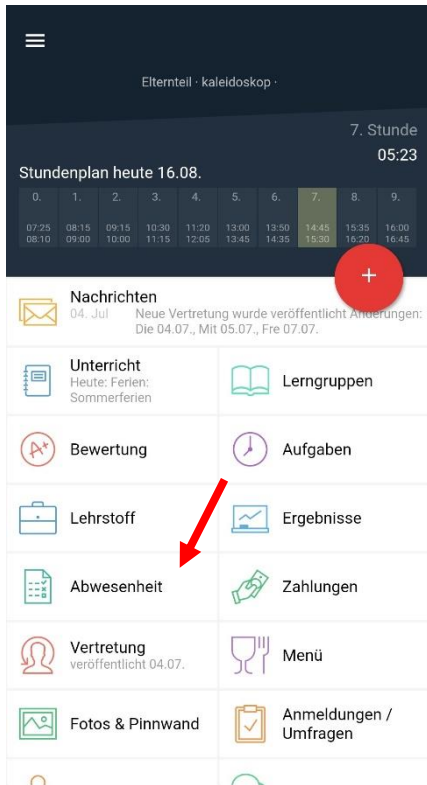 Elternteil · kaleidoskop ·
7. Stunde
05:23
Stundenplan heute 16.08.
0. 1. 2. 3. 4. 5. 6. 7. 8. 9.
07:25 08:15 09:15 10:30 11:20 13:00 13:50 14:45 15:35 16:00
08:10 09:00 10:00 11:15 12:05 13:45 14:35 15:30 16:20 16:45
+
Nachrichten
04. Jul Neue Vertretung wurde veröffentlicht Änderungen:
Die 04.07., Mit 05.07., Fre 07.07.
Unterricht
Heute: Ferien:
Sommerferien
Lerngruppen
A+
Bewertung
Aufgaben
Lehrstoff
Ergebnisse
Abwesenheit
Zahlungen
Vertretung
veröffentlicht 04.07.
Menü
Fotos & Pinnwand
Anmeldungen /
Umfragen